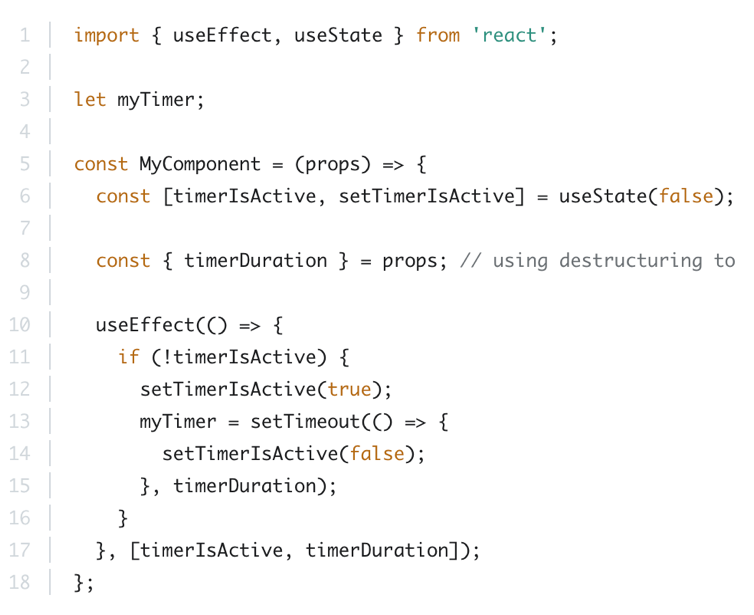 1 import { useEffect, useState } from 'react';
2
3 let myTimer;
4
5 const MyComponent = (props) => {
6   const [timerIsActive, setTimerIsActive] = useState(false);
7
8   const { timerDuration } = props; // using destructuring to
9
10   useEffect(() => {
11     if (!timerIsActive) {
12       setTimerIsActive(true);
13       myTimer = setTimeout(() => {
14         setTimerIsActive(false);
15       }, timerDuration);
16     }
17   }, [timerIsActive, timerDuration]);
18 };